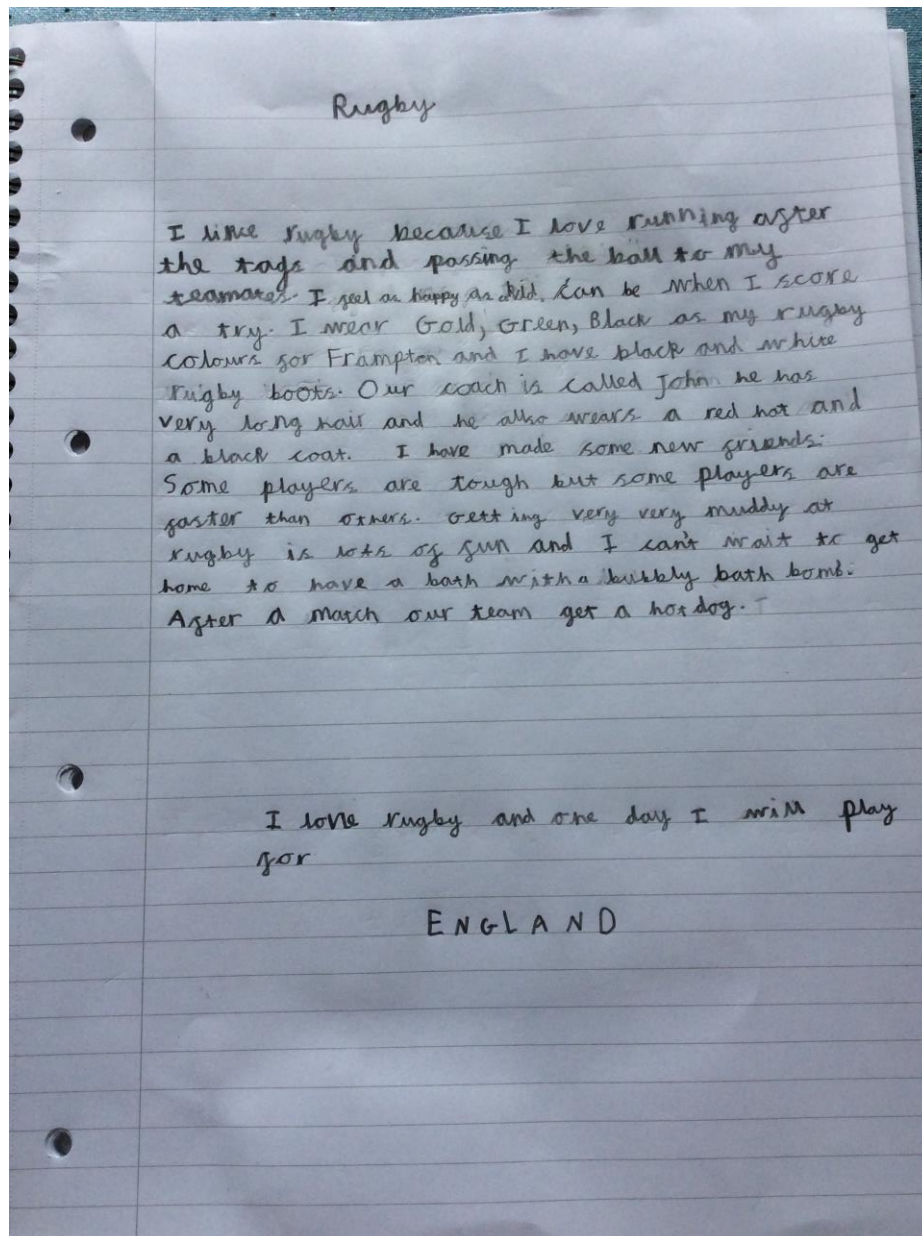 Rugby
I like rugby because I love running after
the tags and passing the ball to my
teamates. I feel as happy as kid can be when I score
a try. I wear Gold, Green, Black as my rugby
colours for Frampton and I have black and white
rugby boots. Our coach is called John he has
very long hair and he also wears a red hat and
a black coat. I have made some new friends.
Some players are tough but some players are
faster than others. Getting very very muddy at
rugby is lots of fun and I can't wait to get
home to have a bath with a bubbly bath bomb.
After a match our team get a hotdog.
I love rugby and one day I will play
for
ENGLAND